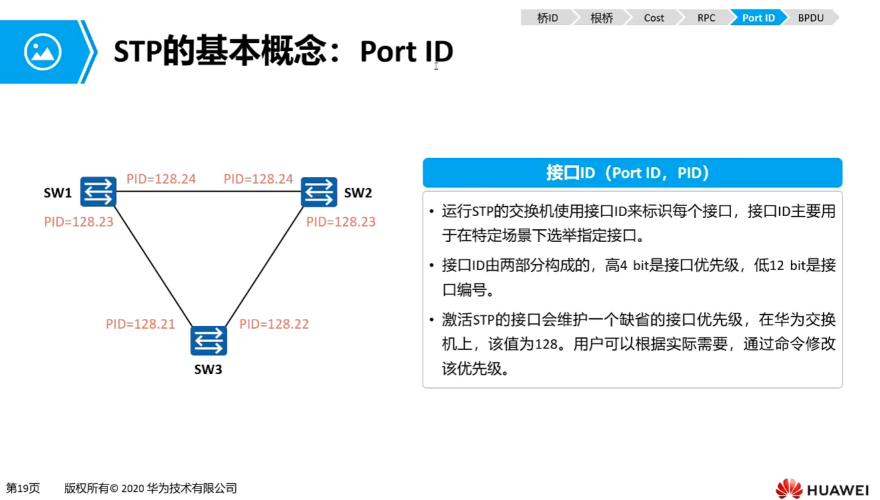 桥ID 根桥 Cost RPC Port ID BPDU
STP的基本概念：Port ID
接口ID（Port ID，PID）
SW1 PID=128.24 PID=128.24 SW2
PID=128.23 PID=128.23
PID=128.21 PID=128.22
SW3
• 运行STP的交换机使用接口ID来标识每个接口，接口ID主要用
于在特定场景下选举指定接口。
• 接口ID由两部分构成的，高4 bit是接口优先级，低12 bit是接
口编号。
• 激活STP的接口会维护一个缺省的接口优先级，在华为交换
机上，该值为128。用户可以根据实际需要，通过命令修改
该优先级。
第19页 版权所有© 2020 华为技术有限公司
HUAWEI